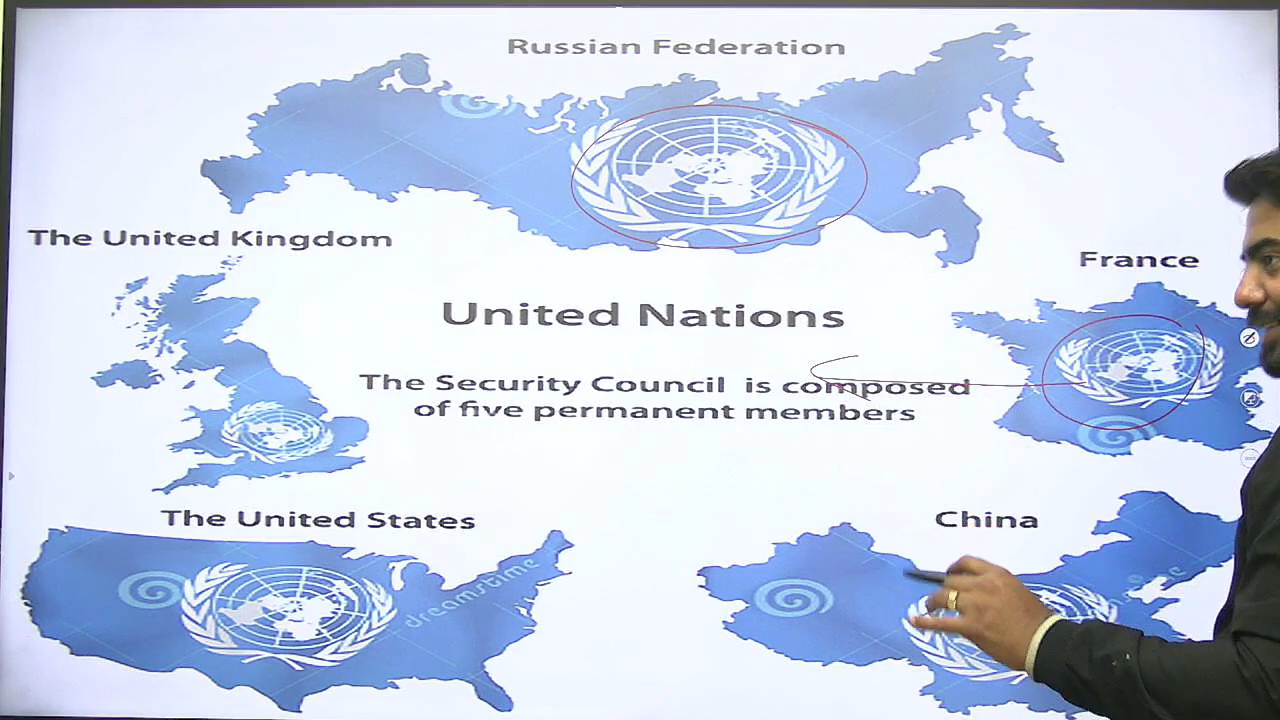 Russian Federation
The United Kingdom
France
United Nations
The Security Council is composed
of five permanent members
The United States
China
dreamstime